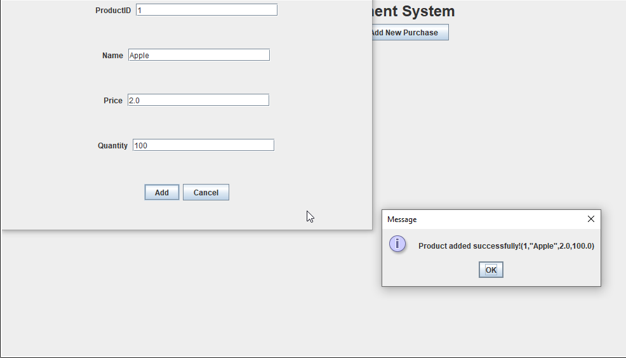 ent System
Add New Purchase
ProductID 1
Name Apple
Price 2.0
Quantity 100
Add Cancel
Message
Product added successfully!(1,"Apple",2.0,100.0)
OK